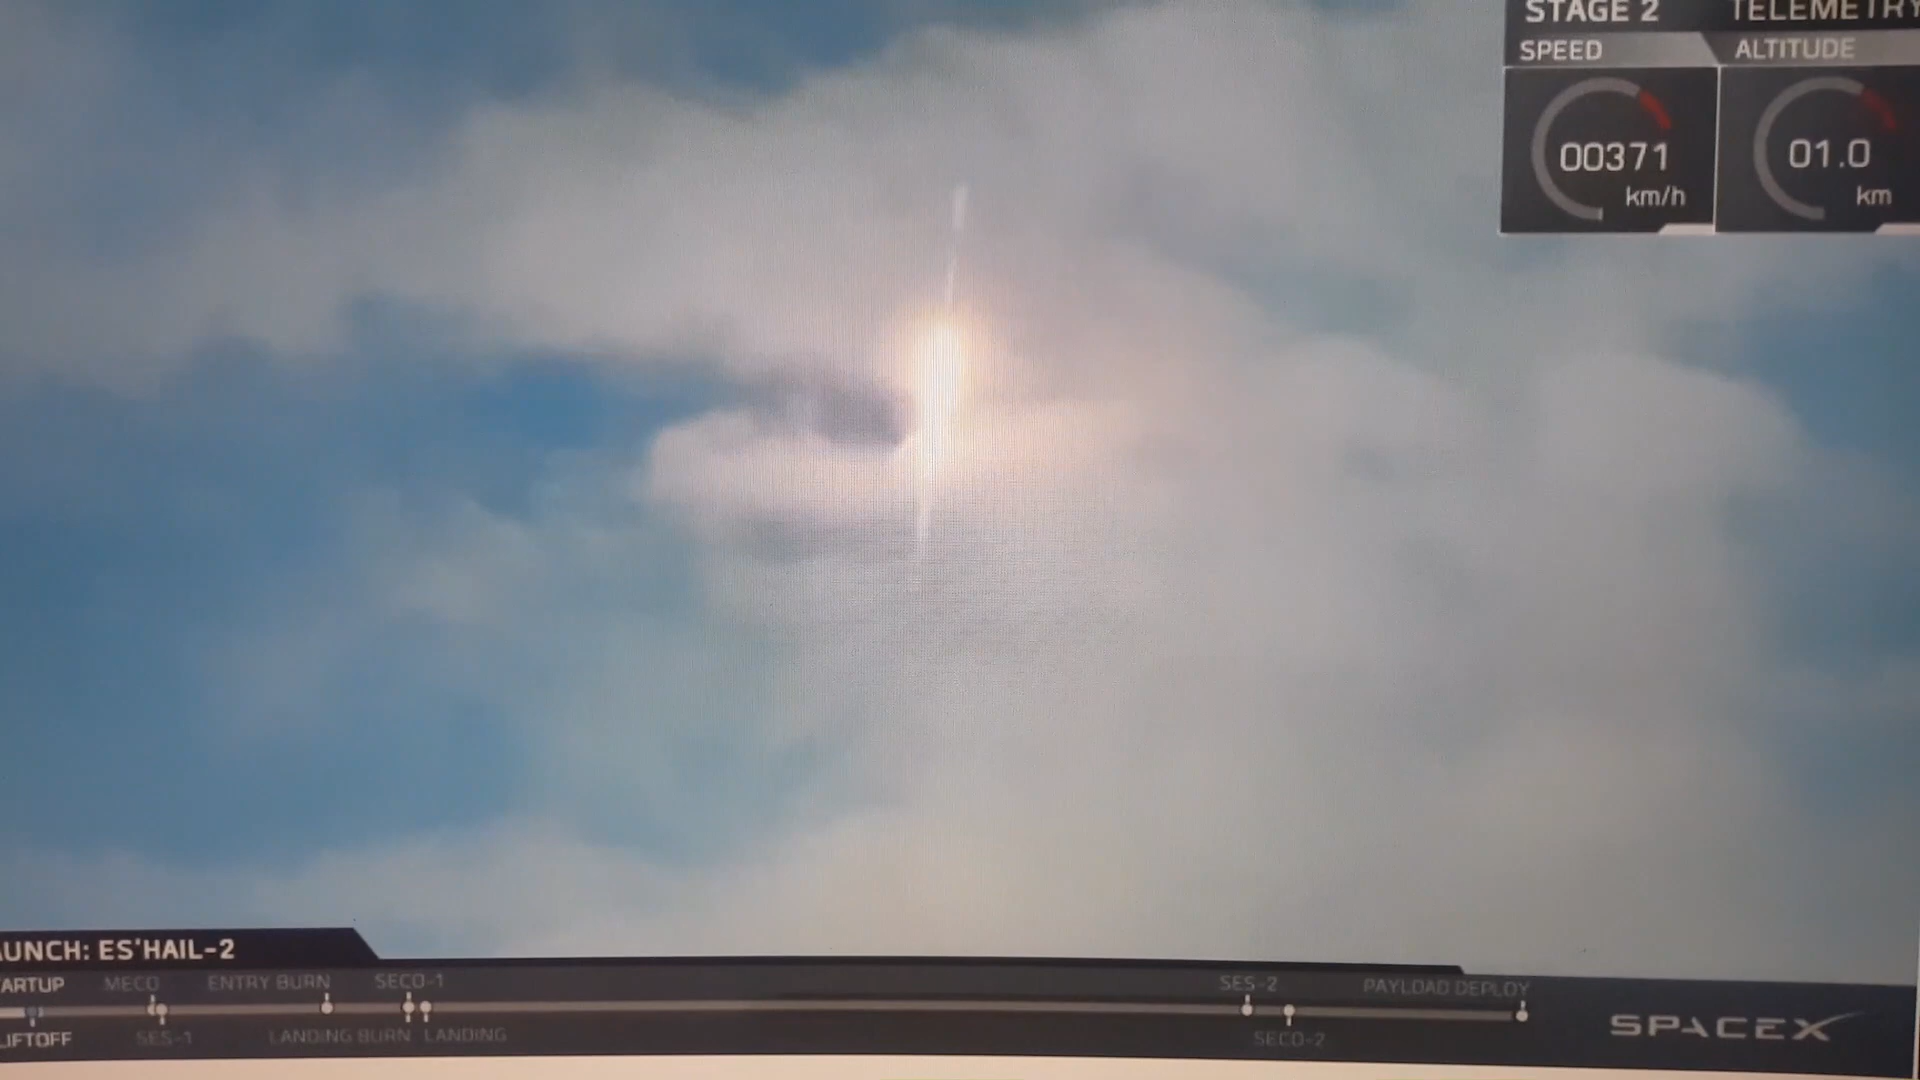 STAGE 2 TELEMETRY
SPEED ALTITUDE
00371 01.0
km/h km
AUNCH: ES'HAIL-2
ARTUP MECO ENTRY BURN SECO-1 SES-2 PAYLOAD DEPLOY
LIFTOFF SES-1 LANDING BURN LANDING SECO-2
SPACEX